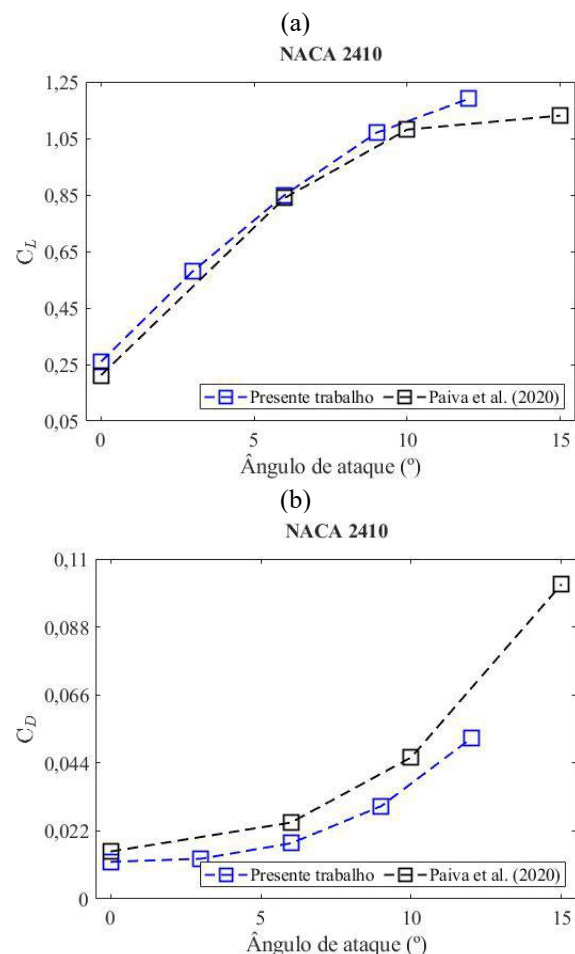 (a)
NACA 2410
1,25
1,05
0,85
0,65
0,45
0,25
0,05
C_L
Presente trabalho
Paiva et al. (2020)
0 5 10 15
Ângulo de ataque (º)
(b)
NACA 2410
0,11
0,088
0,066
0,044
0,022
0
C_D
Presente trabalho
Paiva et al. (2020)
0 5 10 15
Ângulo de ataque (º)